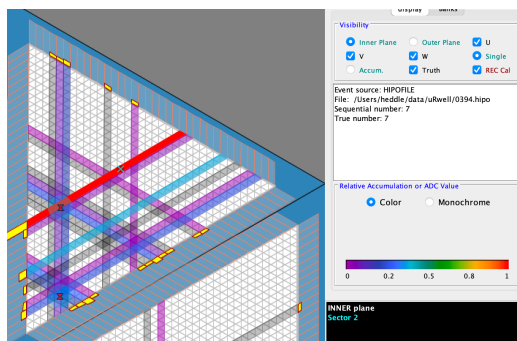 Display Banks
Visibility
Inner Plane Outer Plane U
V W Single
Accum. Truth REC Cal
Event source: HIPOFILE
File: /Users/heddle/data/uRwell/0394.hipo
Sequential number: 7
True number: 7
Relative Accumulation or ADC Value
Color Monochrome
0 0.2 0.5 0.8 1
INNER plane
Sector 2